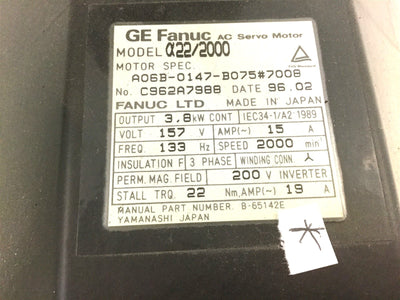 GE Fanuc AC Servo Motor
MODEL α22/2000
MOTOR SPEC.
A06B-0147-B075#7008
No. C962A7988 DATE 96.02
FANUC LTD MADE IN JAPAN
OUTPUT 3.8kW CONT IEC34-1/A2 1989
VOLT 157 V AMP(~) 15 A
FREQ. 133 Hz SPEED 2000 min⁻¹
INSULATION F 3 PHASE WINDING CONN. 人
PERM. MAG. FIELD 200 V INVERTER
STALL TRQ. 22 Nm, AMP(~) 19 A
MANUAL PART NUMBER. B-65142E
YAMANASHI JAPAN